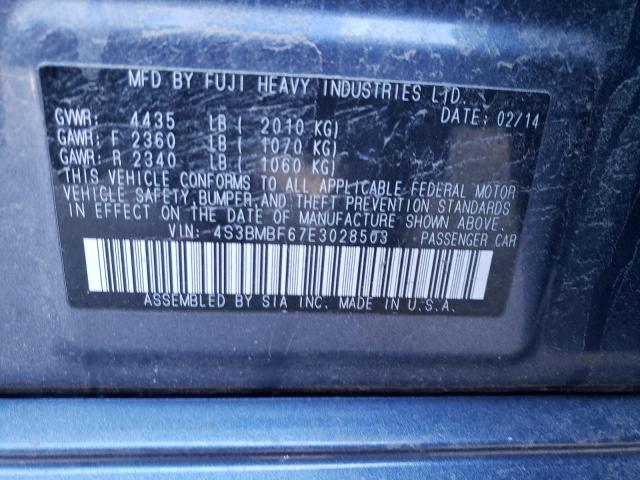 MFD BY FUJI HEAVY INDUSTRIES LTD.
DATE: 02/14
GVWR: 4435 LB ( 2010 KG)
GAWR: F 2360 LB ( 1070 KG)
GAWR: R 2340 LB ( 1060 KG)
THIS VEHICLE CONFORMS TO ALL APPLICABLE FEDERAL MOTOR
VEHICLE SAFETY, BUMPER, AND THEFT PREVENTION STANDARDS
IN EFFECT ON THE DATE OF MANUFACTURE SHOWN ABOVE.
VIN: 4S3BMBF67E3028503 PASSENGER CAR
ASSEMBLED BY SIA INC. MADE IN U.S.A.